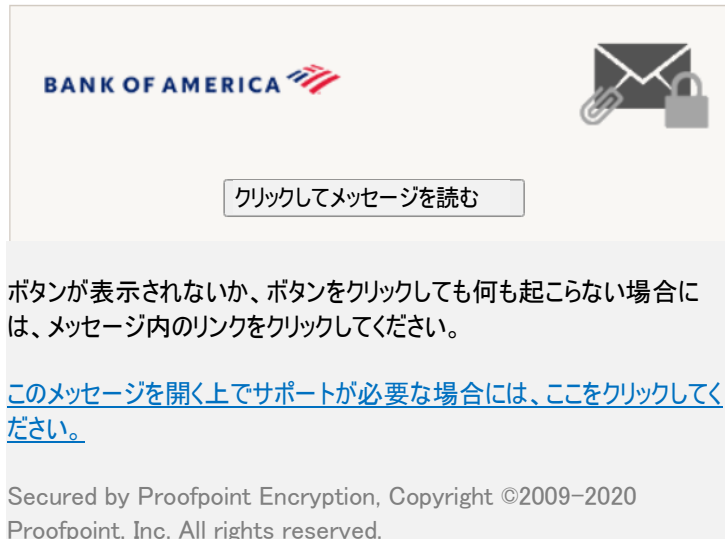 BANK OF AMERICA
クリックしてメッセージを読む
ボタンが表示されないか、ボタンをクリックしても何も起こらない場合に
は、メッセージ内のリンクをクリックしてください。
このメッセージを開く上でサポートが必要な場合には、ここをクリックしてく
ださい。
Secured by Proofpoint Encryption, Copyright ©2009-2020
Proofpoint, Inc. All rights reserved.